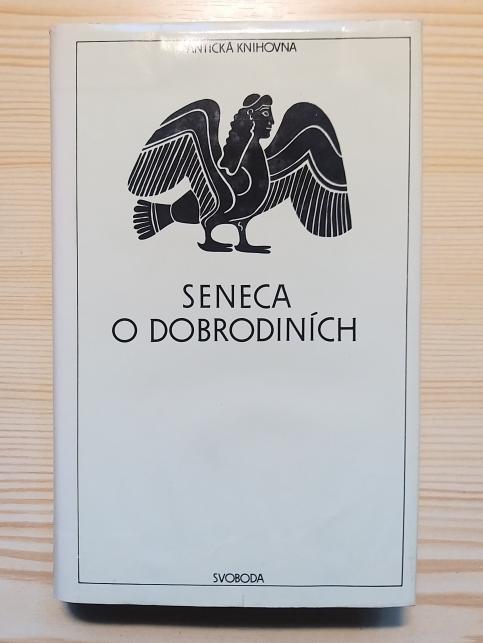 ANTICKÁ KNIHOVNA
SENECA
O DOBRODINÍCH
SVOBODA